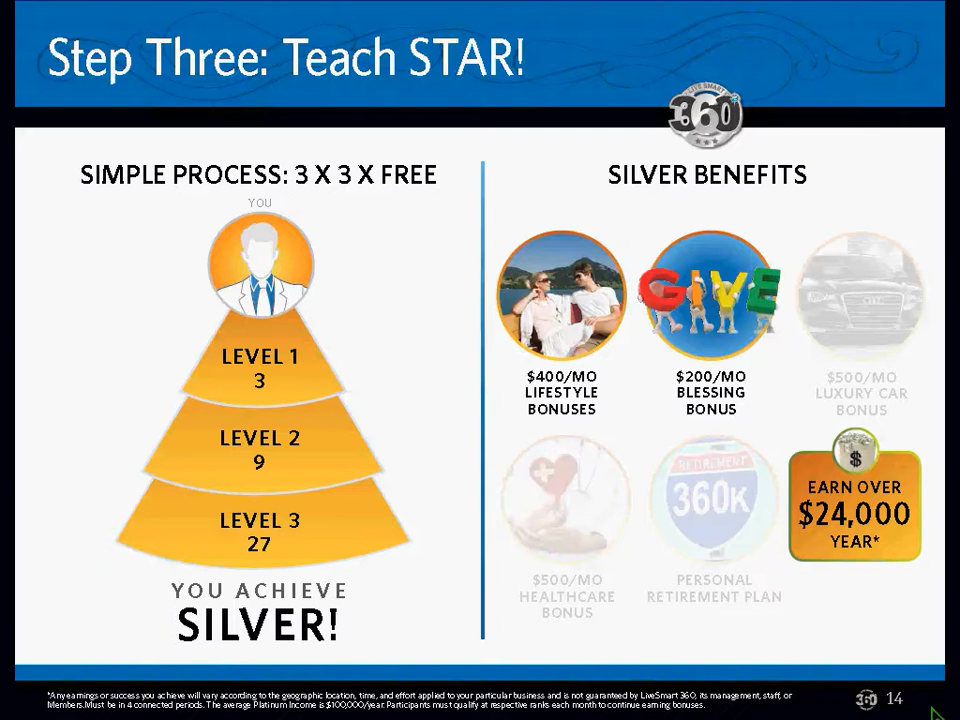 Step Three: Teach STAR!
LIVE SMART
360
SIMPLE PROCESS: 3 X 3 X FREE
YOU
LEVEL 1
3
LEVEL 2
9
LEVEL 3
27
YOU ACHIEVE
SILVER!
SILVER BENEFITS
GIVE
$400/MO
LIFESTYLE
BONUSES
$200/MO
BLESSING
BONUS
$500/MO
LUXURY CAR
BONUS
RETIREMENT
360K
$500/MO
HEALTHCARE
BONUS
PERSONAL
RETIREMENT PLAN
$
EARN OVER
$24,000
YEAR*
*Any earnings or success you achieve will vary according to the geographic location, time, and effort applied to your particular business and is not guaranteed by LiveSmart 360, its management, staff, or
Members.Must be in 4 connected periods. The average Platinum Income is $100,000/year. Participants must qualify at respective ranks each month to continue earning bonuses.
360
14